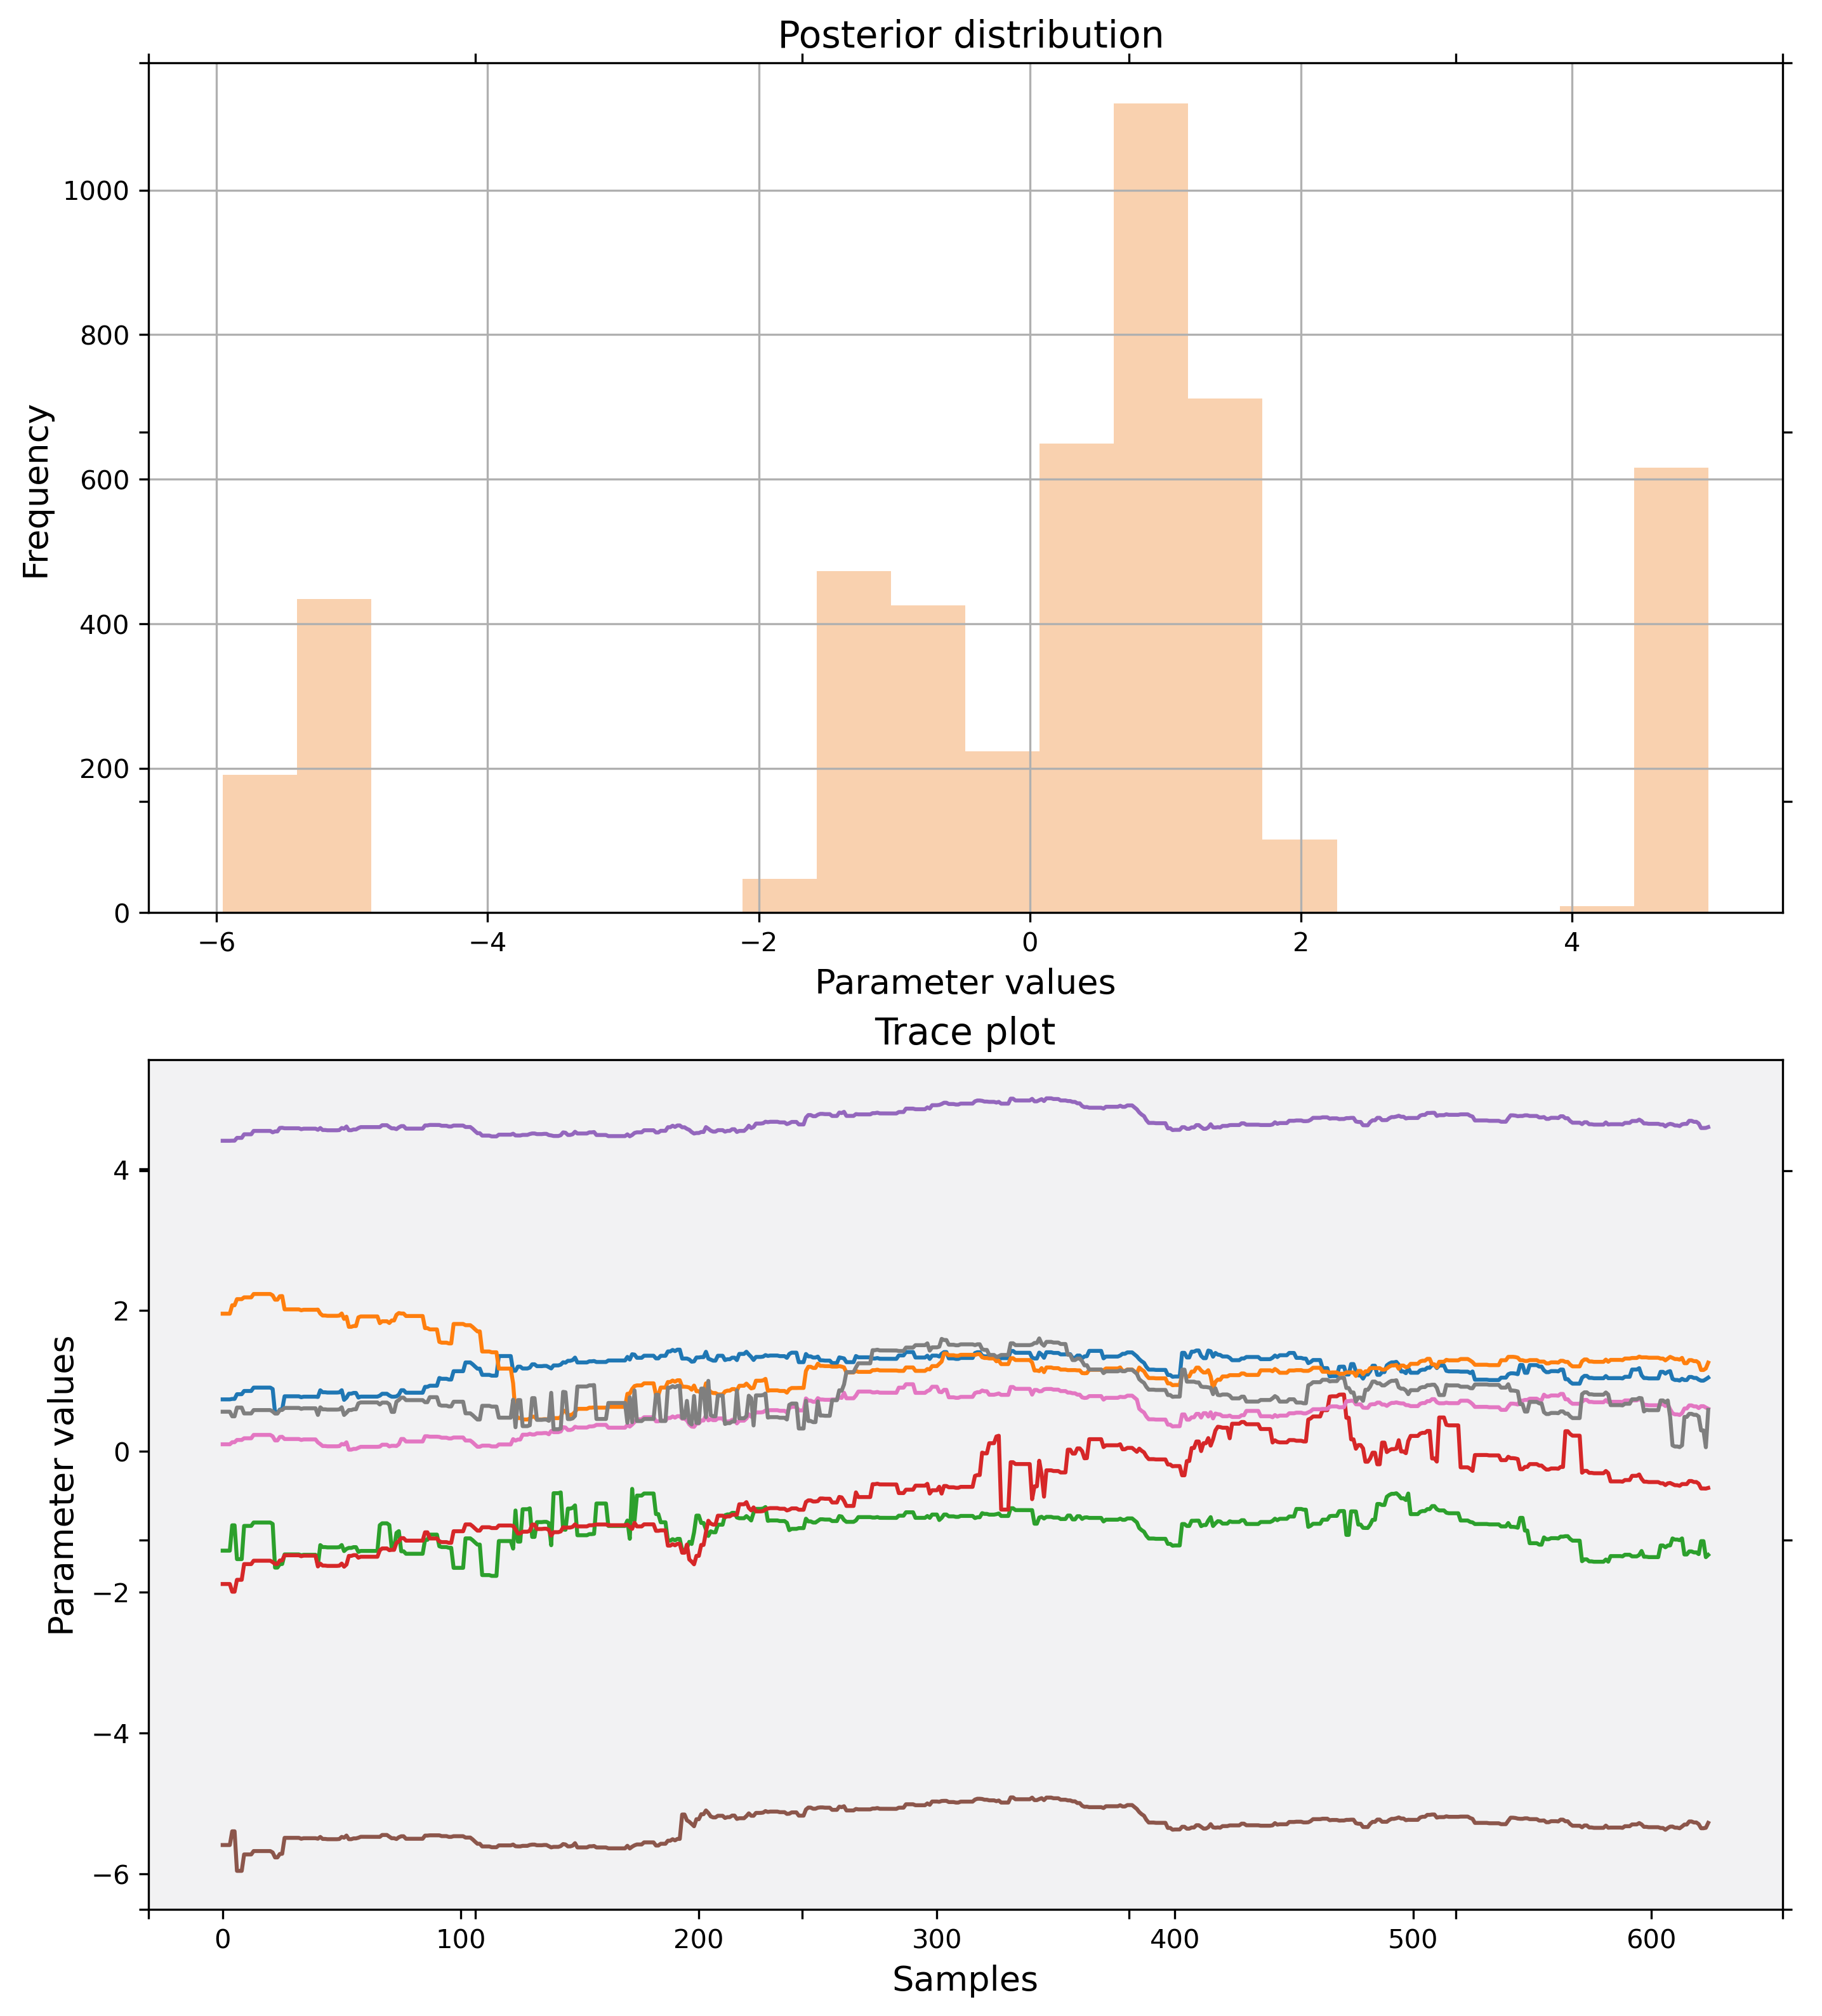 Posterior distribution
1000
800
600
400
200
0
Frequency
−6 −4 −2 0 2 4
Parameter values
Trace plot
4
2
0
−2
−4
−6
Parameter values
0 100 200 300 400 500 600
Samples